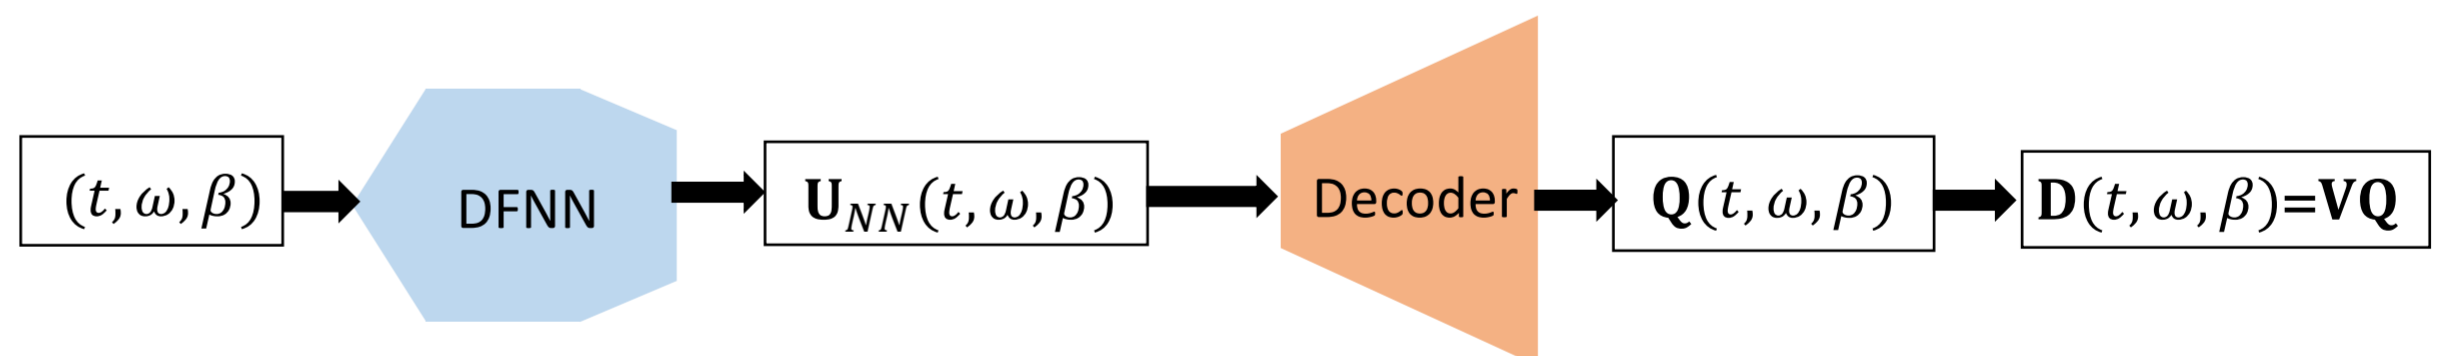 (t, ω, β)
DFNN
U_NN(t, ω, β)
Decoder
Q(t, ω, β)
D(t, ω, β)=VQ